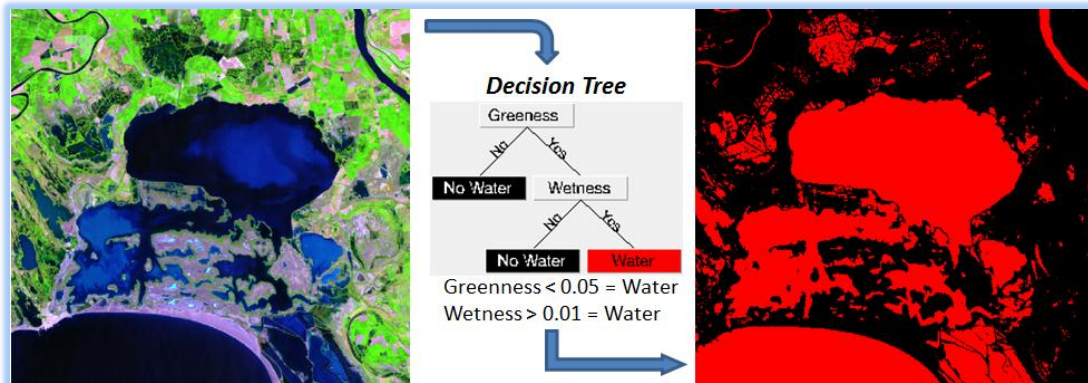 Decision Tree
Greeness
No
Yes
No Water
Wetness
No
Yes
No Water
Water
Greenness < 0.05 = Water
Wetness > 0.01 = Water